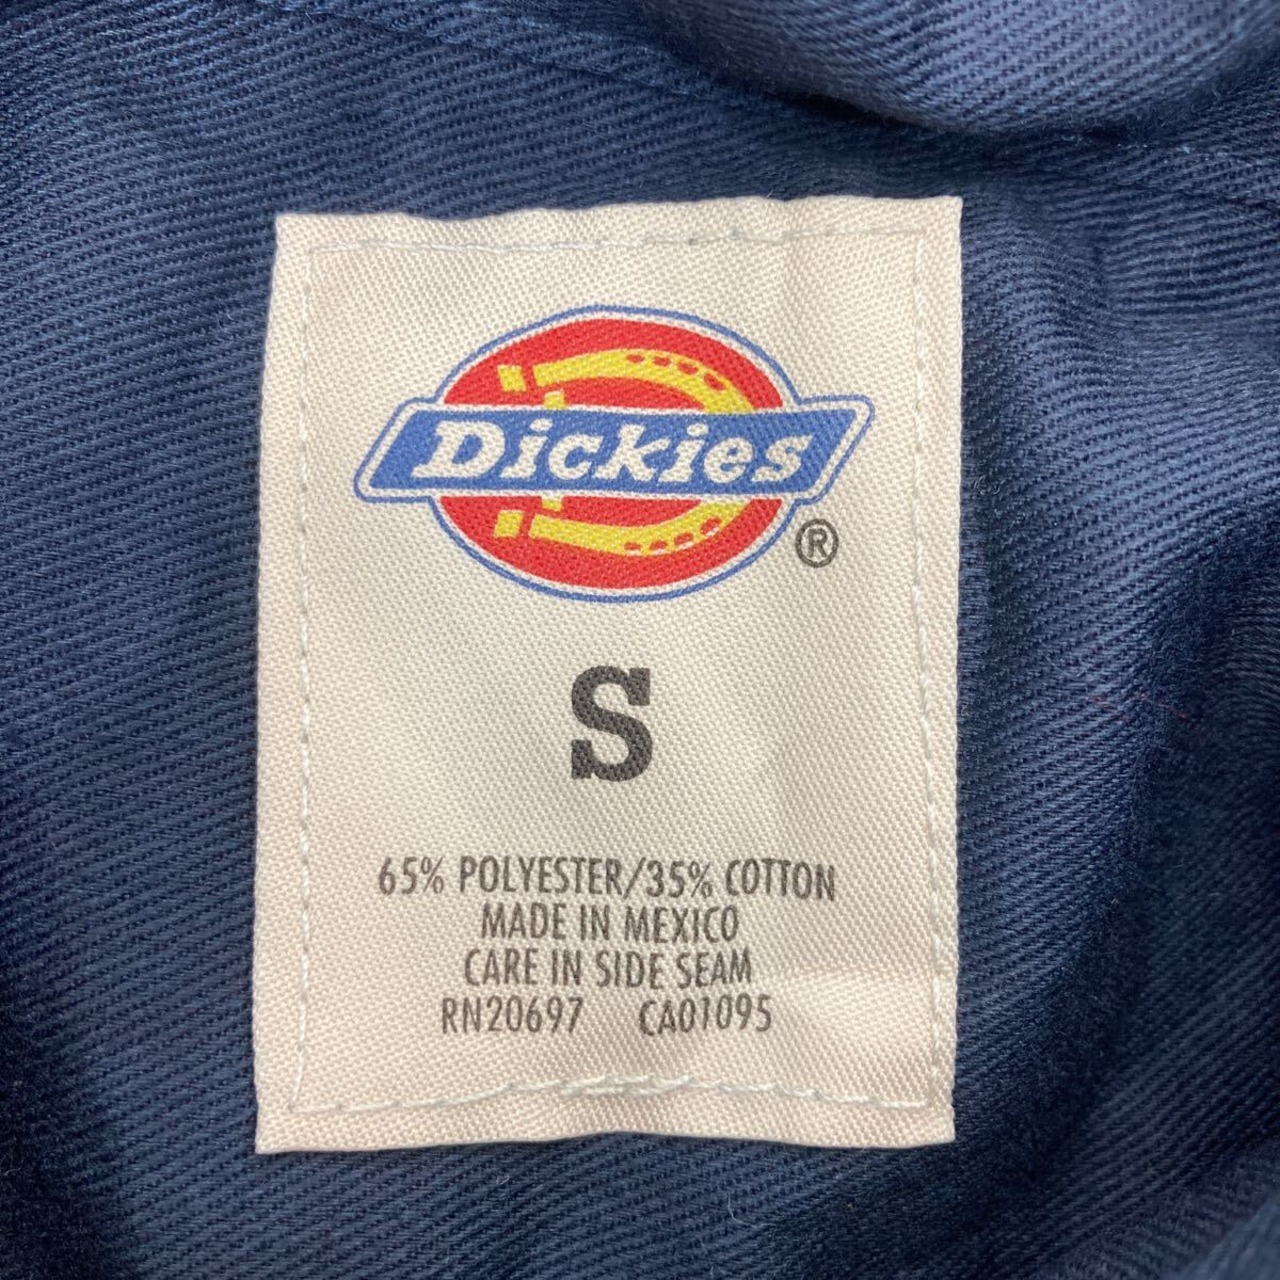 Dickies
®
S
65% POLYESTER/35% COTTON
MADE IN MEXICO
CARE IN SIDE SEAM
RN20697 CA01095